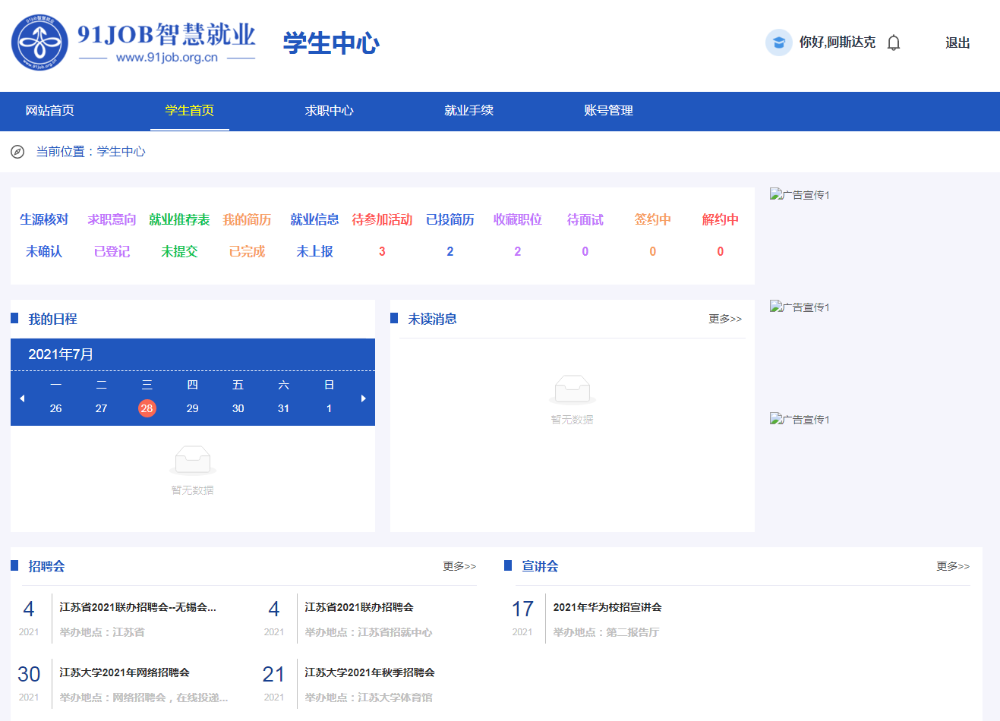 91JOB智慧就业
www.91job.org.cn
学生中心
你好,阿斯达克
退出
网站首页 学生首页 求职中心 就业手续 账号管理
当前位置：学生中心
生源核对 求职意向 就业推荐表 我的简历 就业信息 待参加活动 已投简历 收藏职位 待面试 签约中 解约中
未确认 已登记 未提交 已完成 未上报 3 2 2 0 0 0
广告宣传1
我的日程
2021年7月
一 二 三 四 五 六 日
26 27 28 29 30 31 1
暂无数据
未读消息 更多>>
暂无数据
广告宣传1
广告宣传1
招聘会 更多>>
4 2021
江苏省2021联办招聘会--无锡会...
举办地点：江苏省
4 2021
江苏省2021联办招聘会
举办地点：江苏省招就中心
30 2021
江苏大学2021年网络招聘会
举办地点：网络招聘会，在线投递...
21 2021
江苏大学2021年秋季招聘会
举办地点：江苏大学体育馆
宣讲会 更多>>
17 2021
2021年华为校招宣讲会
举办地点：第二报告厅